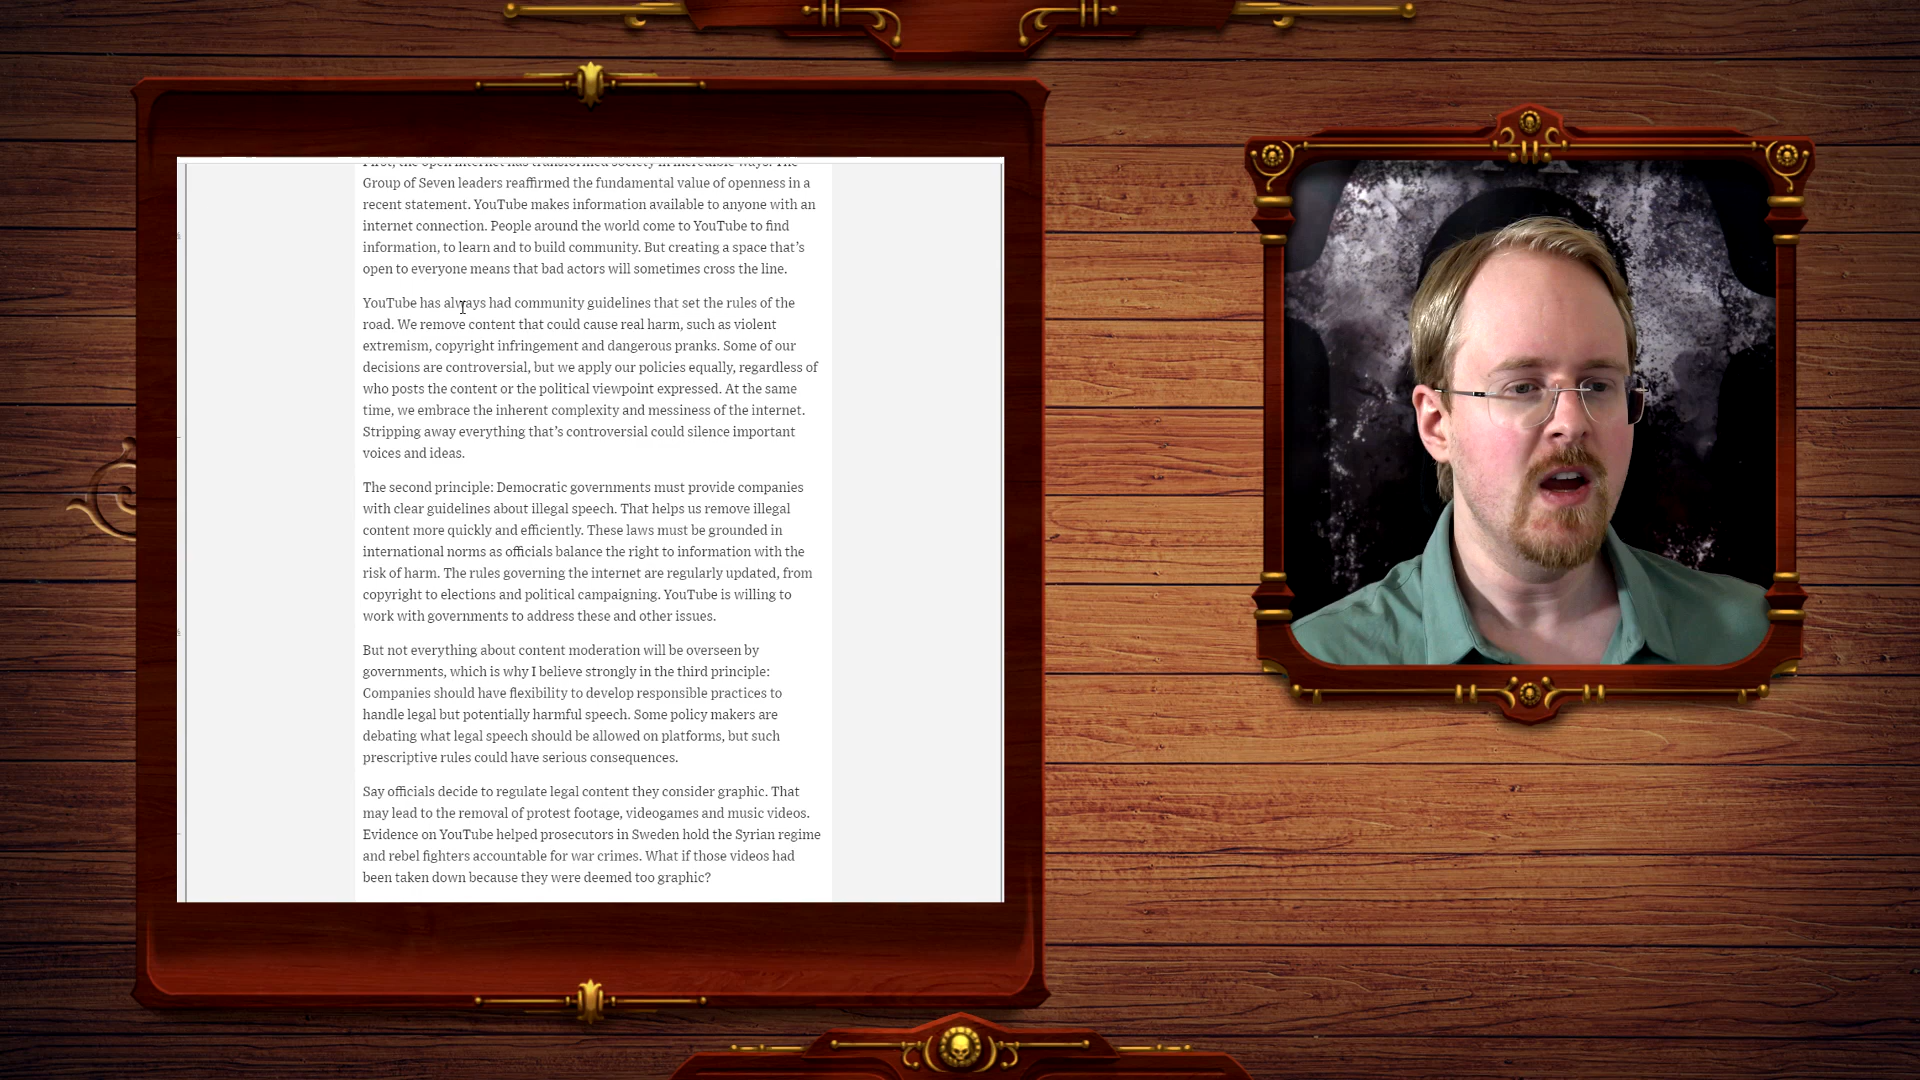 First, the open internet has transformed society in incredible ways. The
Group of Seven leaders reaffirmed the fundamental value of openness in a
recent statement. YouTube makes information available to anyone with an
internet connection. People around the world come to YouTube to find
information, to learn and to build community. But creating a space that’s
open to everyone means that bad actors will sometimes cross the line.
YouTube has always had community guidelines that set the rules of the
road. We remove content that could cause real harm, such as violent
extremism, copyright infringement and dangerous pranks. Some of our
decisions are controversial, but we apply our policies equally, regardless of
who posts the content or the political viewpoint expressed. At the same
time, we embrace the inherent complexity and messiness of the internet.
Stripping away everything that’s controversial could silence important
voices and ideas.
The second principle: Democratic governments must provide companies
with clear guidelines about illegal speech. That helps us remove illegal
content more quickly and efficiently. These laws must be grounded in
international norms as officials balance the right to information with the
risk of harm. The rules governing the internet are regularly updated, from
copyright to elections and political campaigning. YouTube is willing to
work with governments to address these and other issues.
But not everything about content moderation will be overseen by
governments, which is why I believe strongly in the third principle:
Companies should have flexibility to develop responsible practices to
handle legal but potentially harmful speech. Some policy makers are
debating what legal speech should be allowed on platforms, but such
prescriptive rules could have serious consequences.
Say officials decide to regulate legal content they consider graphic. That
may lead to the removal of protest footage, videogames and music videos.
Evidence on YouTube helped prosecutors in Sweden hold the Syrian regime
and rebel fighters accountable for war crimes. What if those videos had
been taken down because they were deemed too graphic?